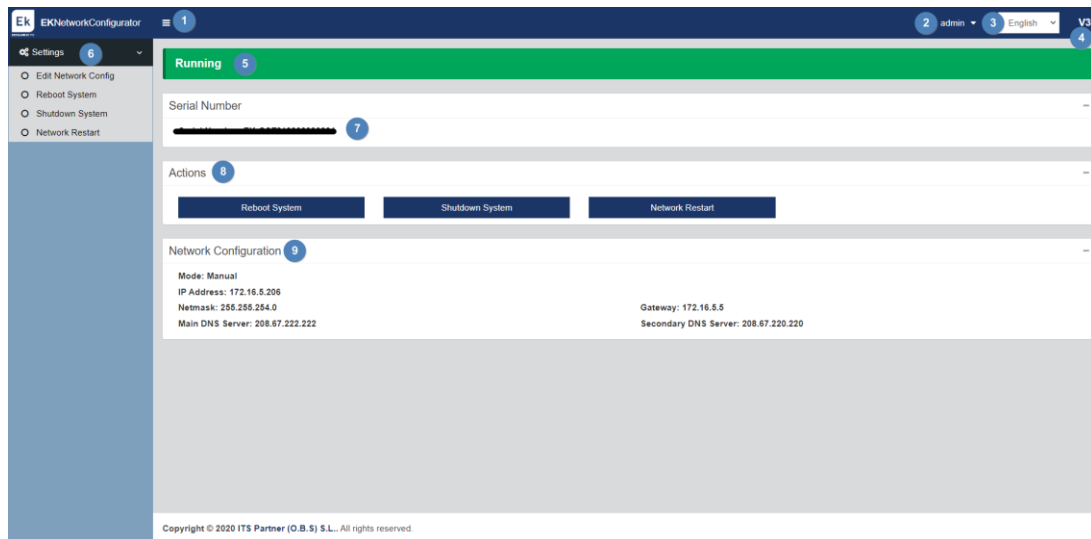 Ek EKNetworkConfigurator 1 2 admin 3 English V3
4
Settings 6
Edit Network Config
Reboot System
Shutdown System
Network Restart
Running 5
Serial Number
7
Actions 8
Reboot System Shutdown System Network Restart
Network Configuration 9
Mode: Manual
IP Address: 172.16.5.206
Netmask: 255.255.254.0 Gateway: 172.16.5.5
Main DNS Server: 208.67.222.222 Secondary DNS Server: 208.67.220.220
Copyright © 2020 ITS Partner (O.B.S) S.L.. All rights reserved.